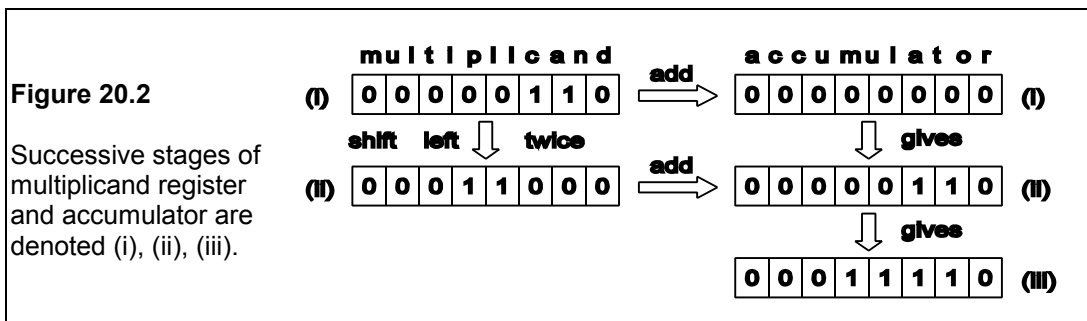 Figure 20.2
Successive stages of
multiplicand register
and accumulator are
denoted (i), (ii), (iii).
multiplicand
accumulator
(i) 0 0 0 0 0 1 1 0 add 0 0 0 0 0 0 0 0 (i)
shift left twice gives
(ii) 0 0 0 1 1 0 0 0 add 0 0 0 0 0 1 1 0 (ii)
gives
0 0 0 1 1 1 1 0 (iii)